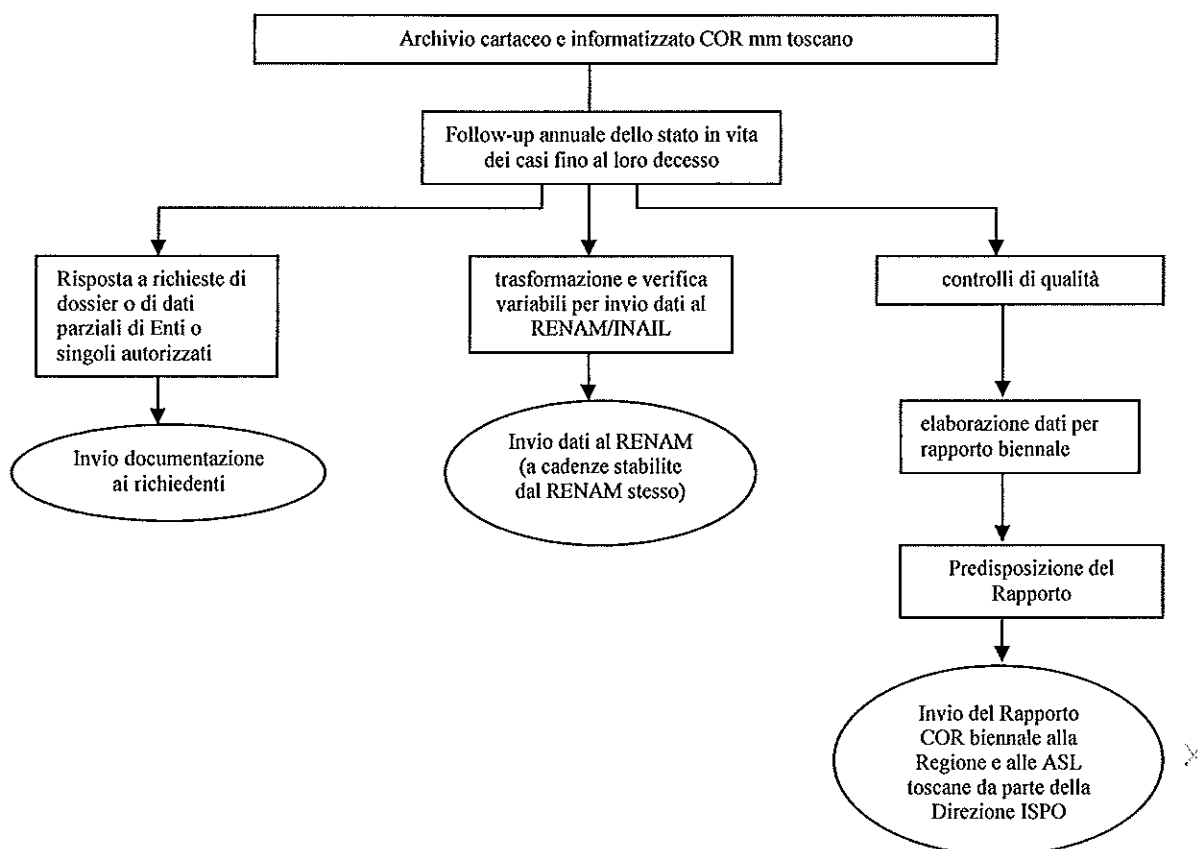 Archivio cartaceo e informatizzato COR mm toscano
Follow-up annuale dello stato in vita
dei casi fino al loro decesso
Risposta a richieste di
dossier o di dati
parziali di Enti o
singoli autorizzati
trasformazione e verifica
variabili per invio dati al
RENAM/INAIL
controlli di qualità
Invio documentazione
ai richiedenti
Invio dati al RENAM
(a cadenze stabilite
dal RENAM stesso)
elaborazione dati per
rapporto biennale
Predisposizione del
Rapporto
Invio del Rapporto
COR biennale alla
Regione e alle ASL
toscane da parte della
Direzione ISPO